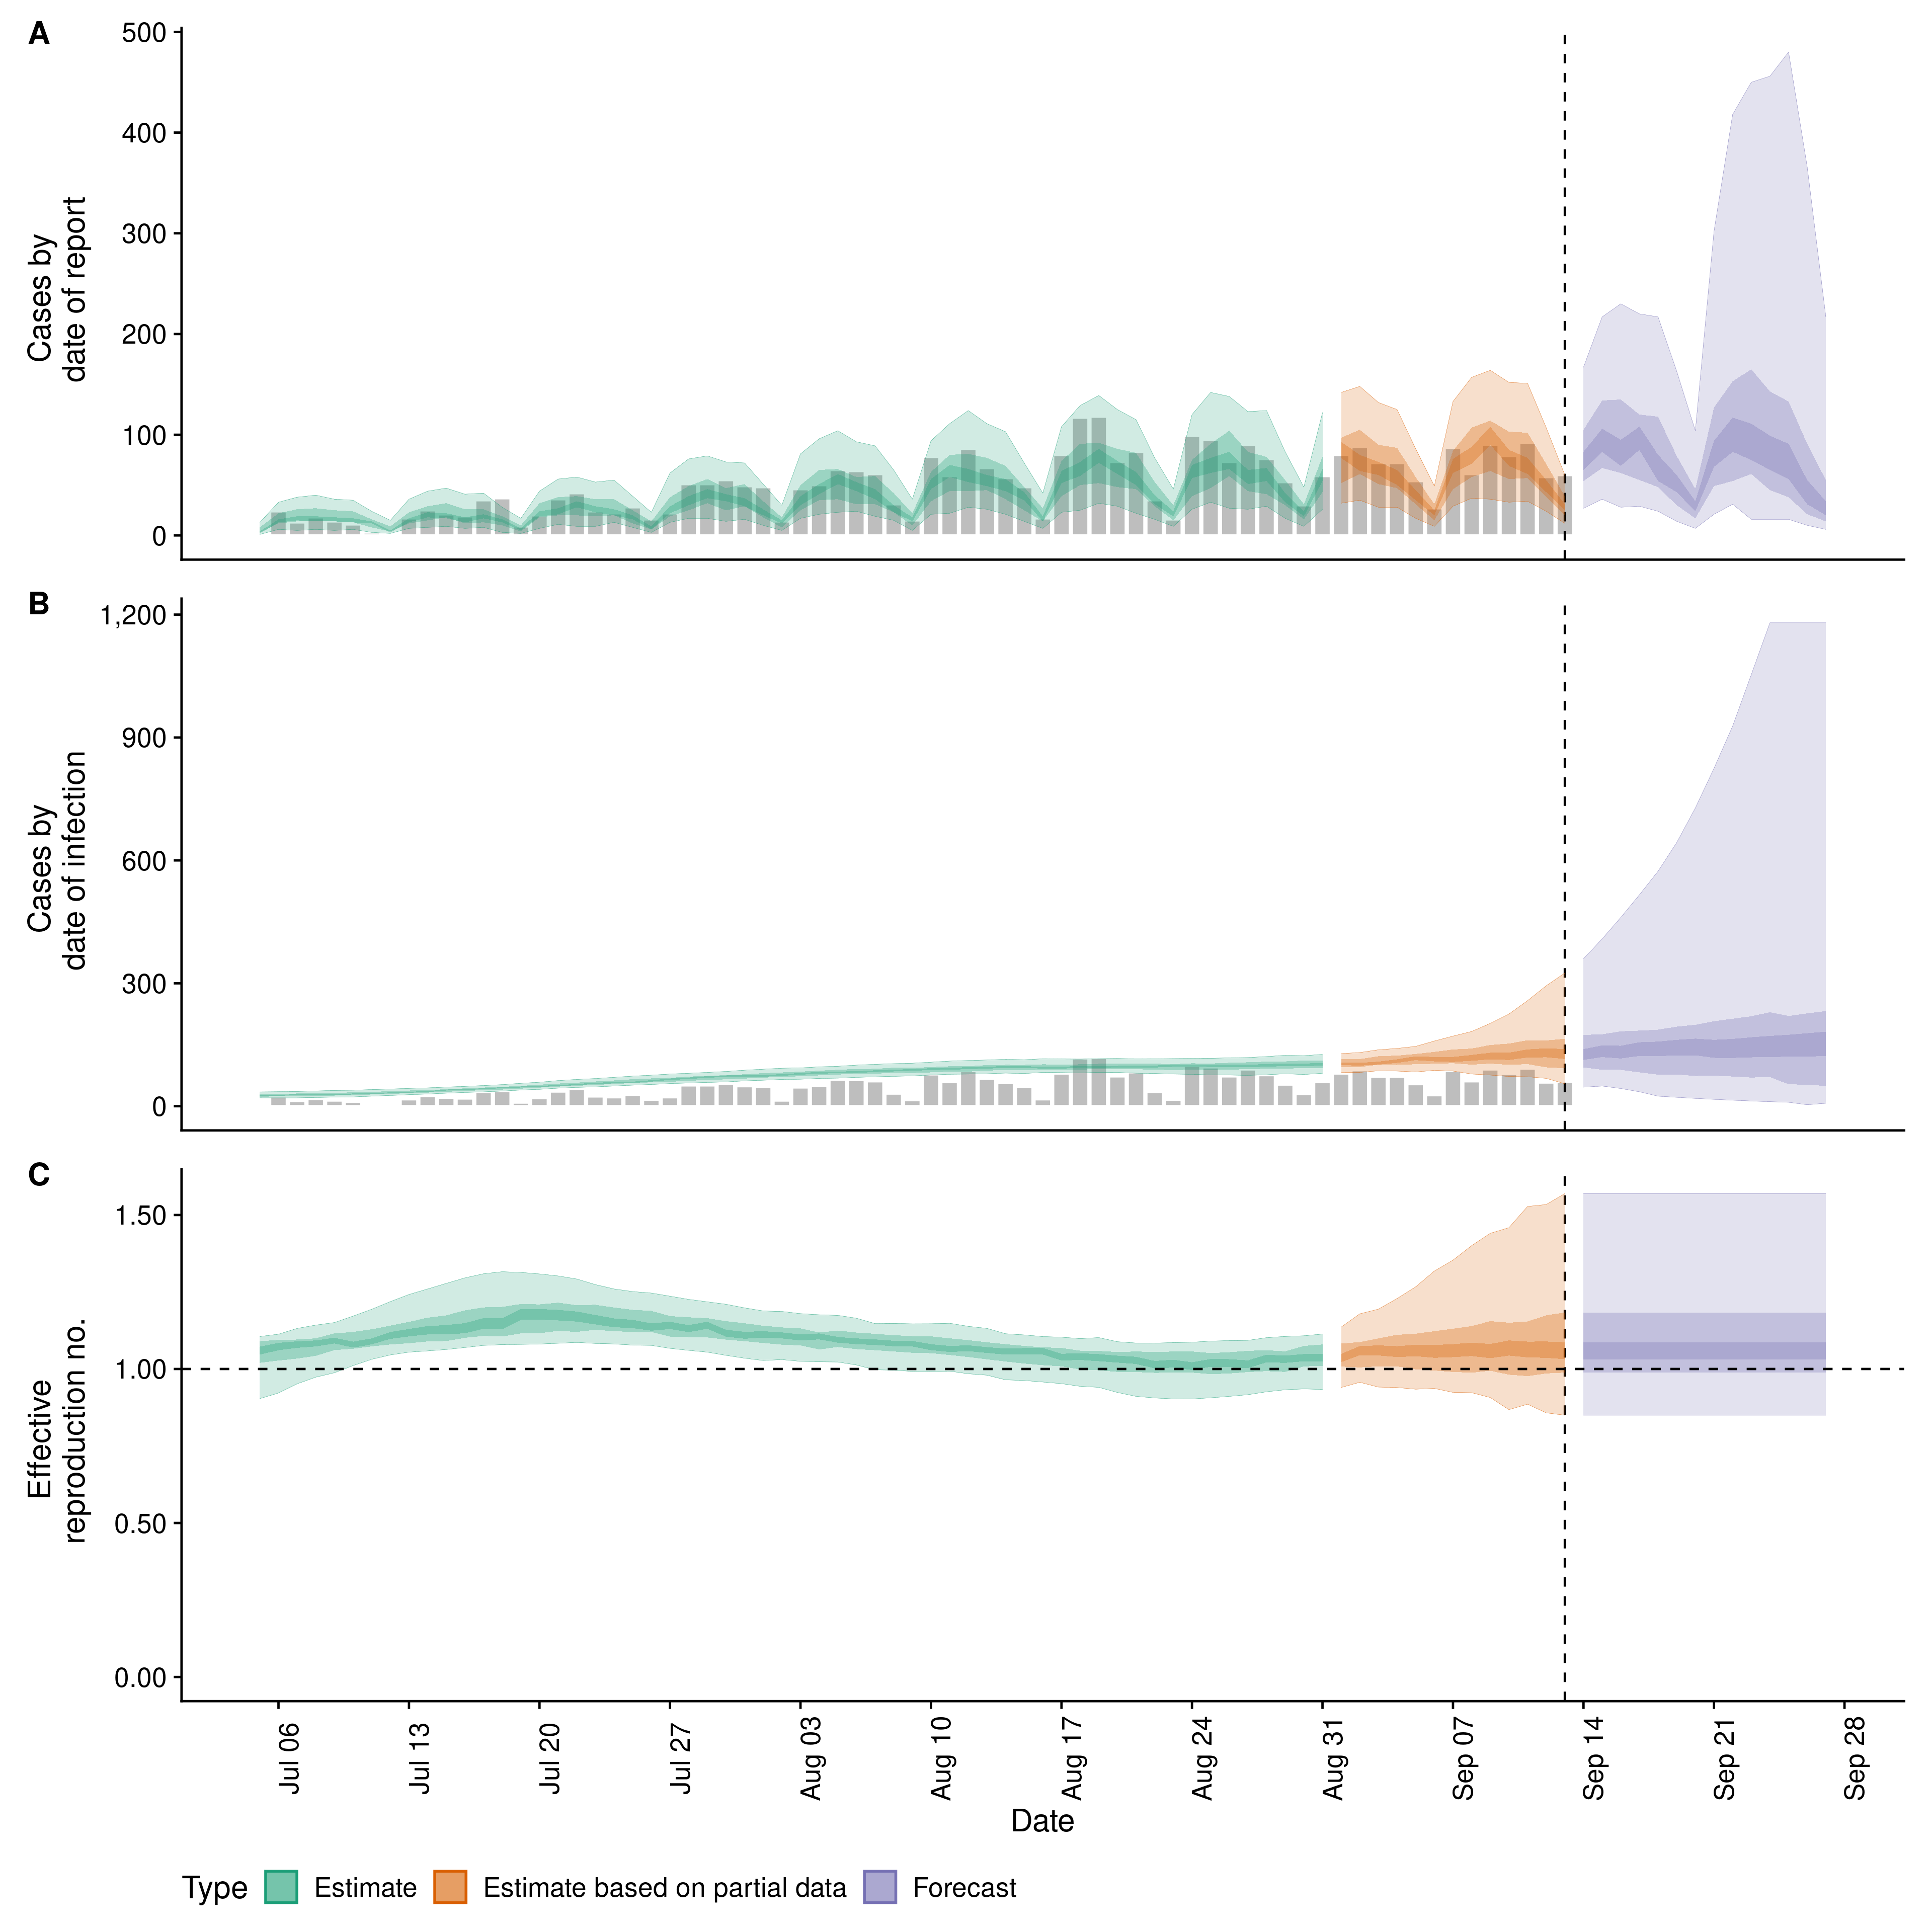 A
500
400
300
200
100
0
Cases by
date of report
B
1,200
900
600
300
0
Cases by
date of infection
C
1.50
1.00
0.50
0.00
Effective
reproduction no.
Jul 06
Jul 13
Jul 20
Jul 27
Aug 03
Aug 10
Aug 17
Aug 24
Aug 31
Sep 07
Sep 14
Sep 21
Sep 28
Date
Type Estimate Estimate based on partial data Forecast